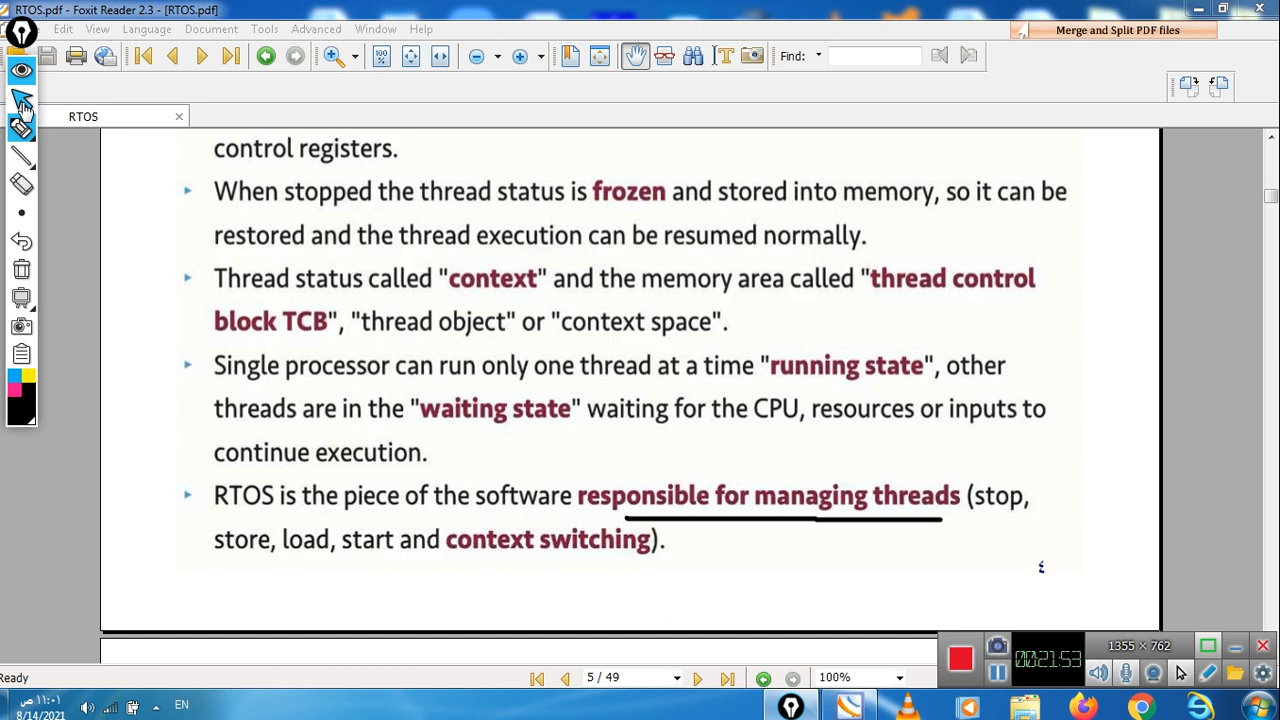 RTOS.pdf - Foxit Reader 2.3 - [RTOS.pdf]
Edit View Language Document Tools Advanced Window Help
Merge and Split PDF files
Find:
RTOS
control registers.
When stopped the thread status is frozen and stored into memory, so it can be
restored and the thread execution can be resumed normally.
Thread status called "context" and the memory area called "thread control
block TCB", "thread object" or "context space".
Single processor can run only one thread at a time "running state", other
threads are in the "waiting state" waiting for the CPU, resources or inputs to
continue execution.
RTOS is the piece of the software responsible for managing threads (stop,
store, load, start and context switching).
٤
1355 × 762
00:21:53
Ready
5 / 49
100%
١١:٠١ ص
EN
8/14/2021